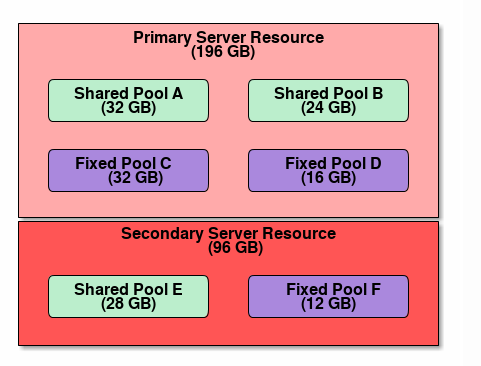 Primary Server Resource
(196 GB)
Shared Pool A
(32 GB)
Shared Pool B
(24 GB)
Fixed Pool C
(32 GB)
Fixed Pool D
(16 GB)
Secondary Server Resource
(96 GB)
Shared Pool E
(28 GB)
Fixed Pool F
(12 GB)